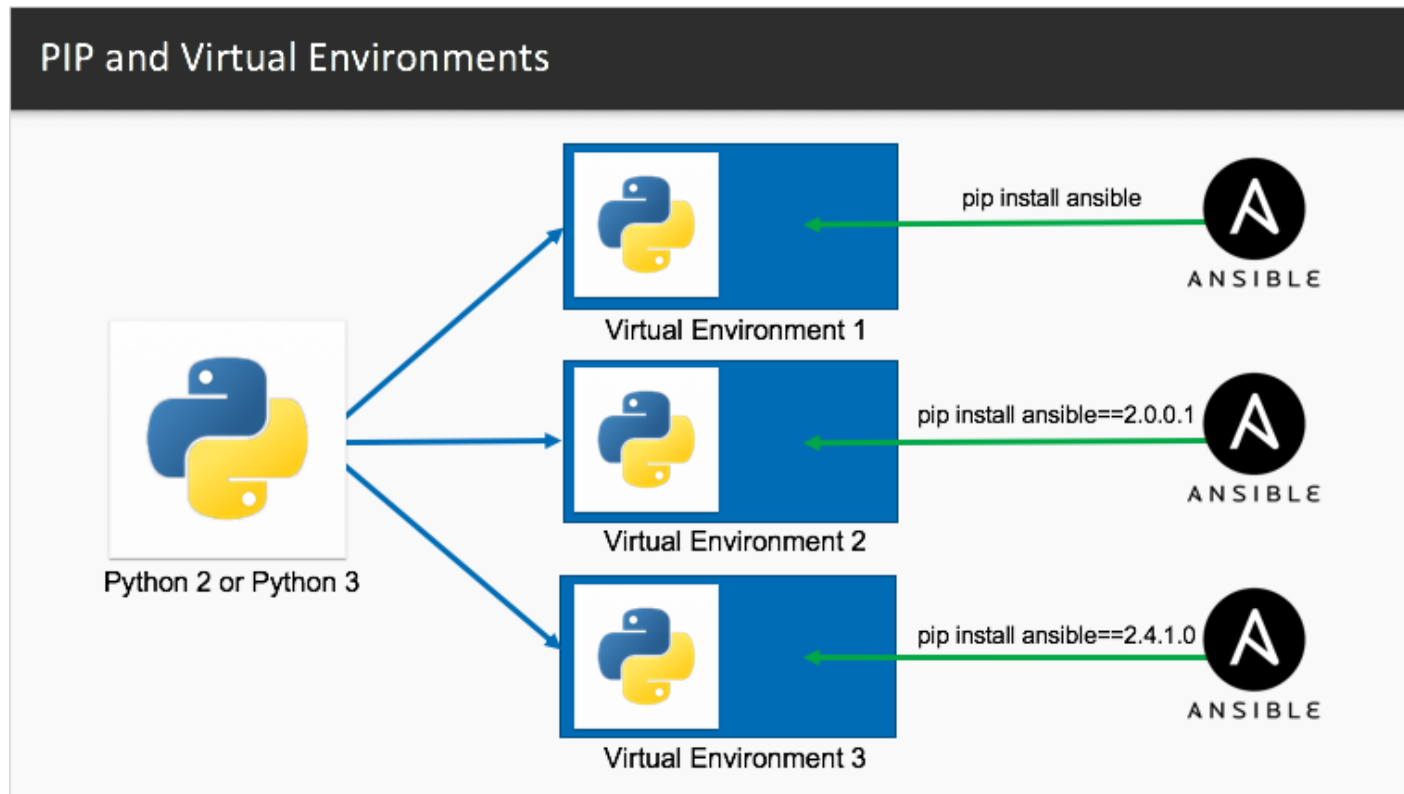 PIP and Virtual Environments
pip install ansible
ANSIBLE
Virtual Environment 1
pip install ansible==2.0.0.1
ANSIBLE
Virtual Environment 2
Python 2 or Python 3
pip install ansible==2.4.1.0
ANSIBLE
Virtual Environment 3